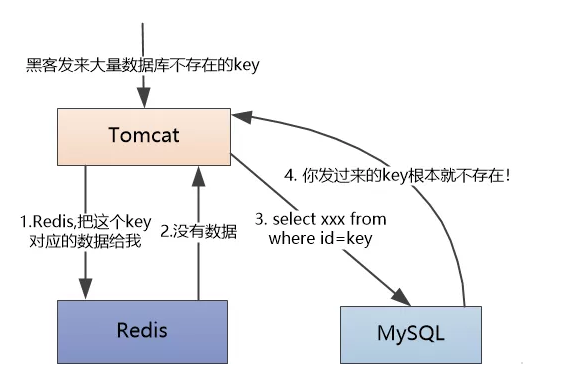 黑客发来大量数据库不存在的key
Tomcat
4. 你发过来的key根本就不存在!
1.Redis,把这个key
对应的数据给我
2.没有数据
3. select xxx from
where id=key
Redis
MySQL